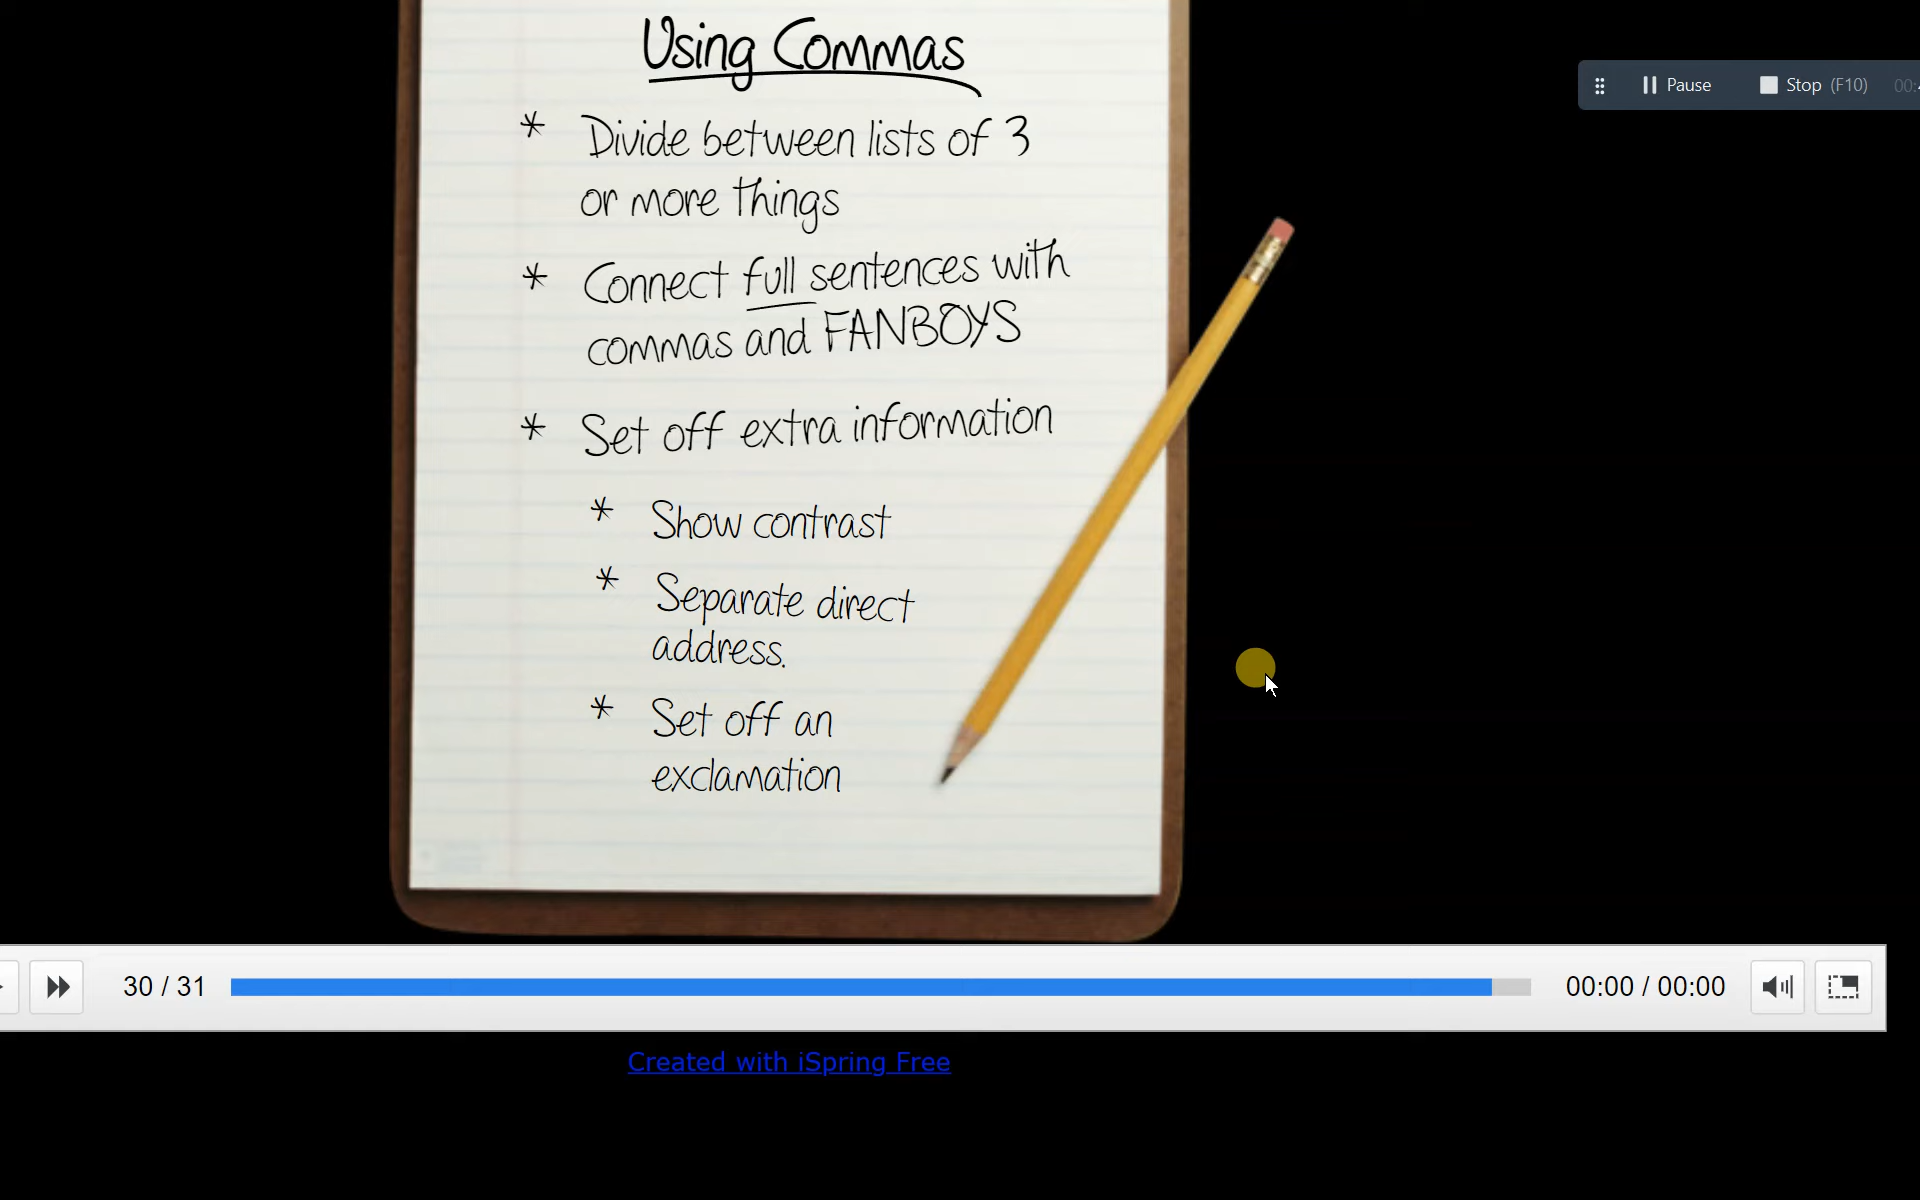 Using Commas
* Divide between lists of 3
or more things
* Connect full sentences with
commas and FANBOYS
* Set off extra information
* Show contrast
* Separate direct
address.
* Set off an
exclamation
Pause Stop (F10) 00:
30 / 31 00:00 / 00:00
Created with iSpring Free